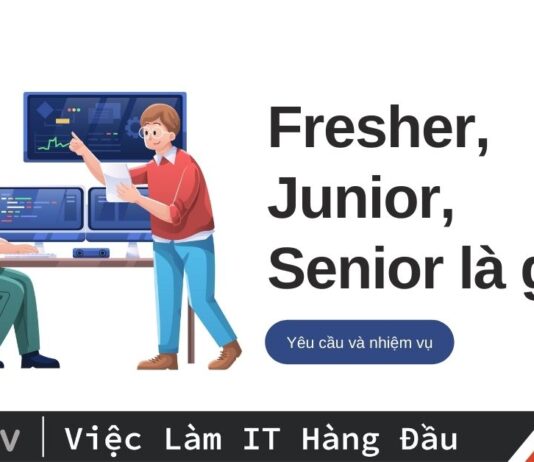 Fresher,
Junior,
Senior là
Yêu cầu và nhiệm vụ
v | Việc Làm IT Hàng Đầu